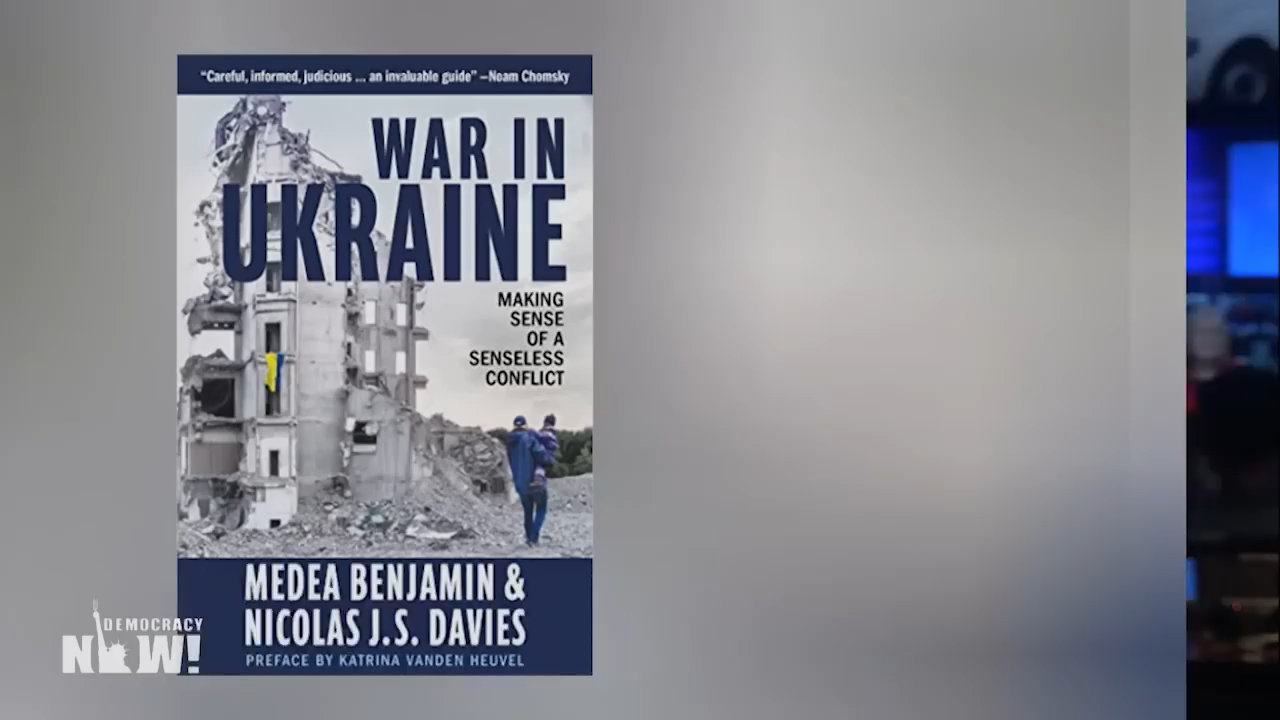 “Careful, informed, judicious ... an invaluable guide” –Noam Chomsky
WAR IN
UKRAINE
MAKING
SENSE
OF A
SENSELESS
CONFLICT
MEDEA BENJAMIN &
NICOLAS J.S. DAVIES
PREFACE BY KATRINA VANDEN HEUVEL
DEMOCRACY
NOW!